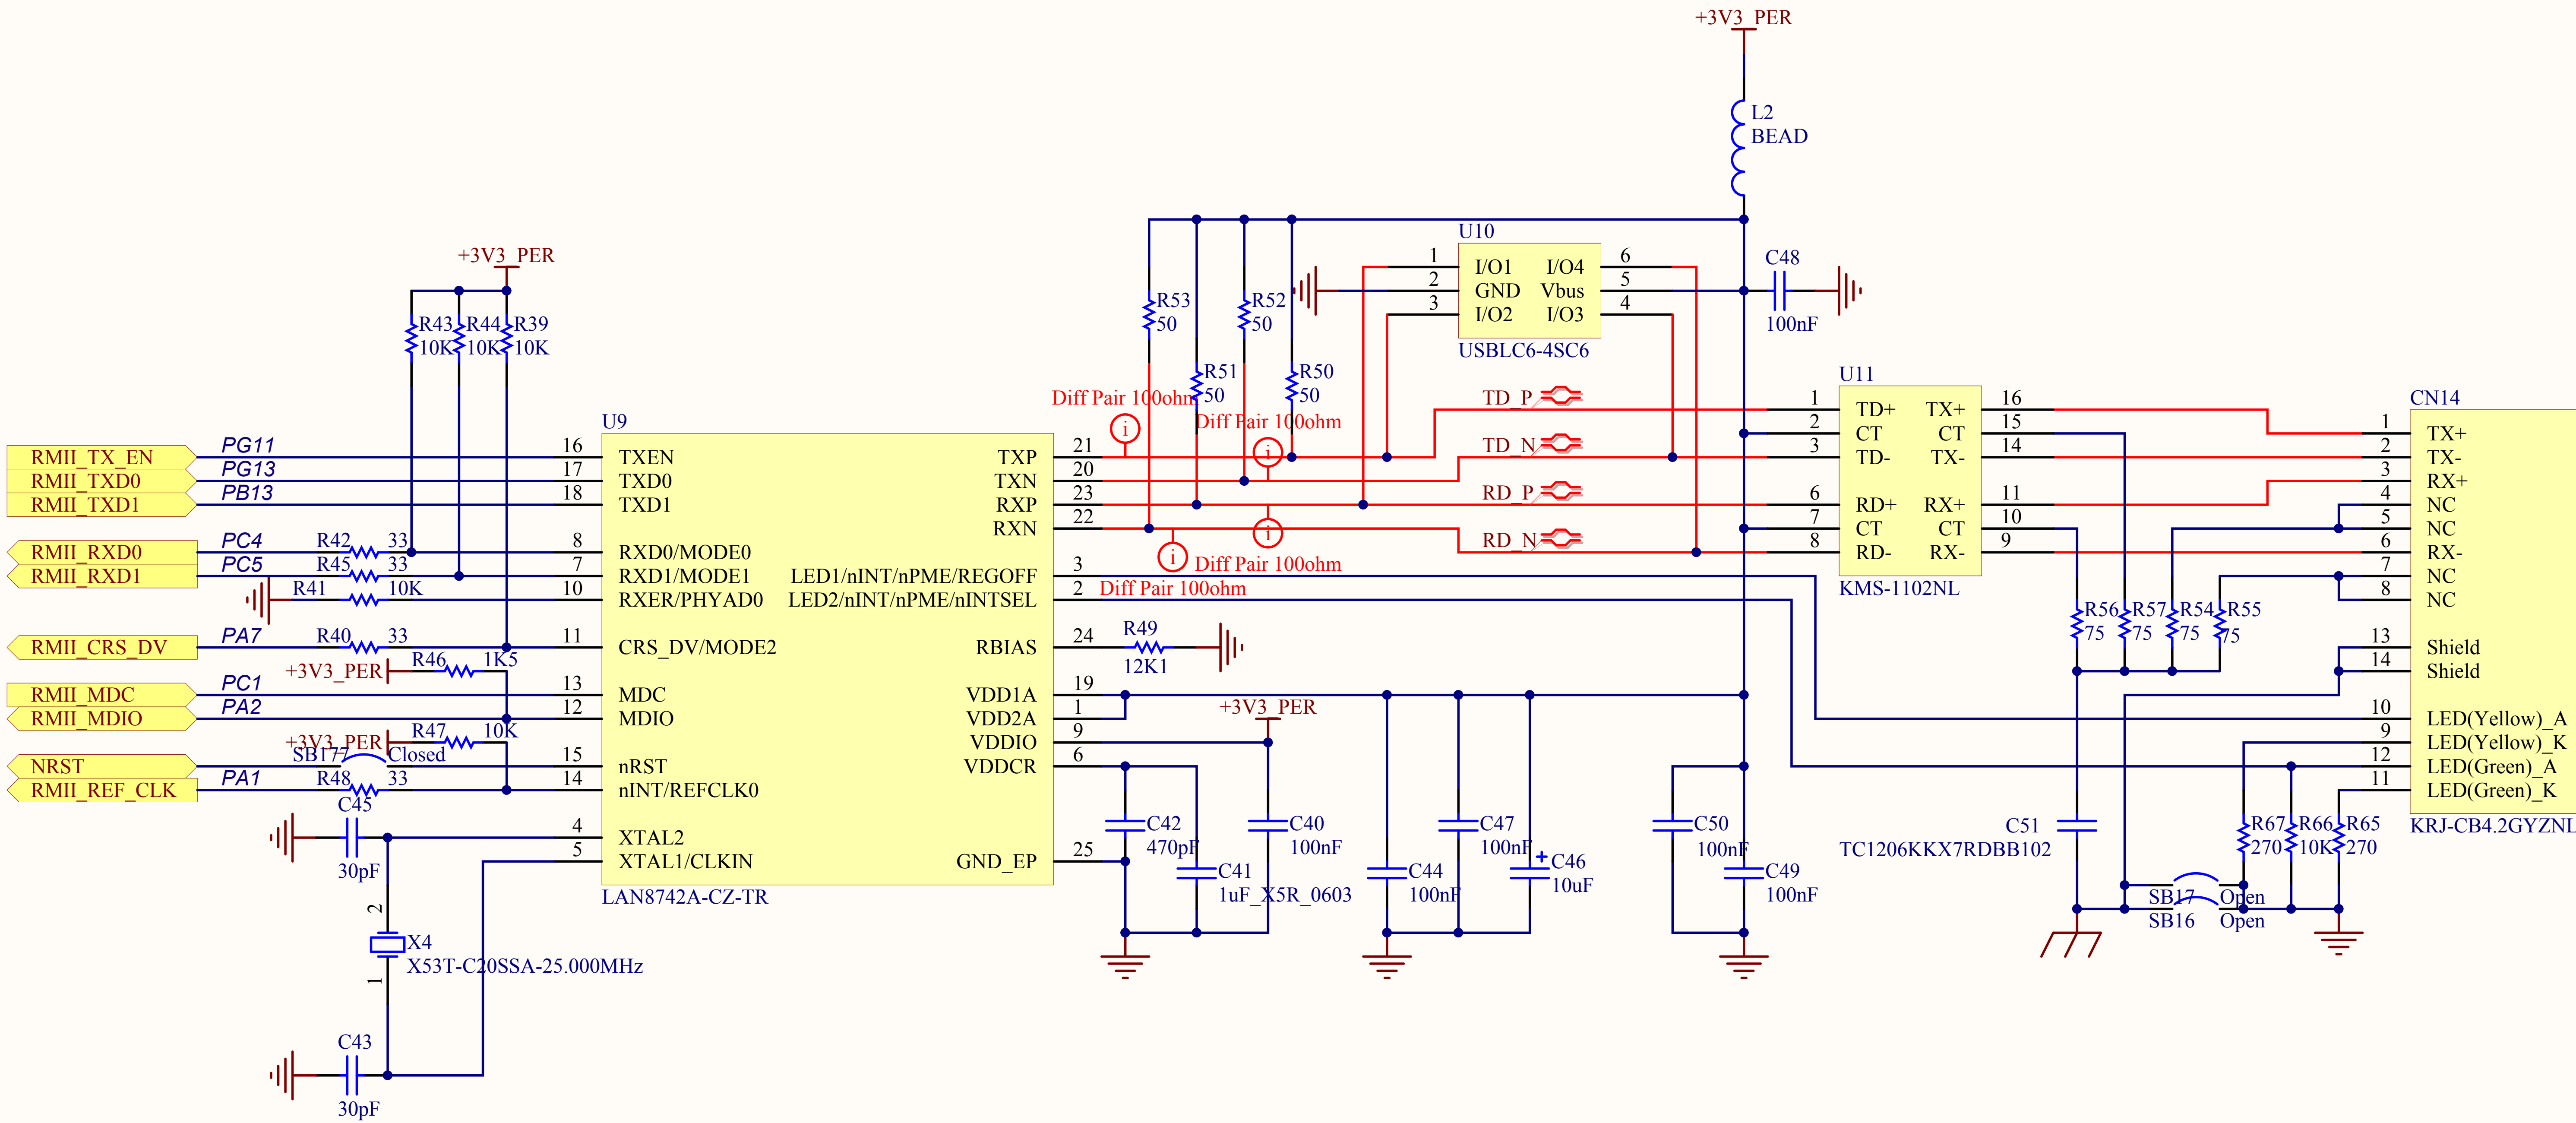 +3V3_PER
L2
BEAD
U10
1 I/O1 I/O4 6
2 GND Vbus 5
3 I/O2 I/O3 4
USBLC6-4SC6
C48
100nF
+3V3_PER
R43
10K
R44
10K
R39
10K
R53
50
R52
50
R51
50
R50
50
Diff Pair 100ohm
Diff Pair 100ohm
Diff Pair 100ohm
Diff Pair 100ohm
i
i
i
i
TD_P
TD_N
RD_P
RD_N
RMII_TX_EN PG11
RMII_TXD0 PG13
RMII_TXD1 PB13
RMII_RXD0 PC4 R42 33
RMII_RXD1 PC5 R45 33
R41 10K
RMII_CRS_DV PA7 R40 33
+3V3_PER R46 1K5
RMII_MDC PC1
RMII_MDIO PA2
+3V3_PER R47 10K
SB177 Closed
NRST
RMII_REF_CLK PA1 R48 33
C45
30pF
2
X4
X53T-C20SSA-25.000MHz
1
C43
30pF
U9
16 TXEN TXP 21
17 TXD0 TXN 20
18 TXD1 RXP 23
RXN 22
8 RXD0/MODE0
7 RXD1/MODE1 LED1/nINT/nPME/REGOFF 3
10 RXER/PHYAD0 LED2/nINT/nPME/nINTSEL 2
11 CRS_DV/MODE2 RBIAS 24
13 MDC VDD1A 19
12 MDIO VDD2A 1
VDDIO 9
15 nRST VDDCR 6
14 nINT/REFCLK0
4 XTAL2
5 XTAL1/CLKIN GND_EP 25
LAN8742A-CZ-TR
R49
12K1
+3V3_PER
C42
470pF
C41
1uF_X5R_0603
C40
100nF
C44
100nF
C47
100nF
+
C46
10uF
C50
100nF
C49
100nF
U11
1 TD+ TX+ 16
2 CT CT 15
3 TD- TX- 14
6 RD+ RX+ 11
7 CT CT 10
8 RD- RX- 9
KMS-1102NL
R56
75
R57
75
R54
75
R55
75
C51
TC1206KKX7RDBB102
R67
270
R66
10K
R65
270
SB17 Open
SB16 Open
CN14
1 TX+
2 TX-
3 RX+
4 NC
5 NC
6 RX-
7 NC
8 NC
13 Shield
14 Shield
10 LED(Yellow)_A
9 LED(Yellow)_K
12 LED(Green)_A
11 LED(Green)_K
KRJ-CB4.2GYZNL